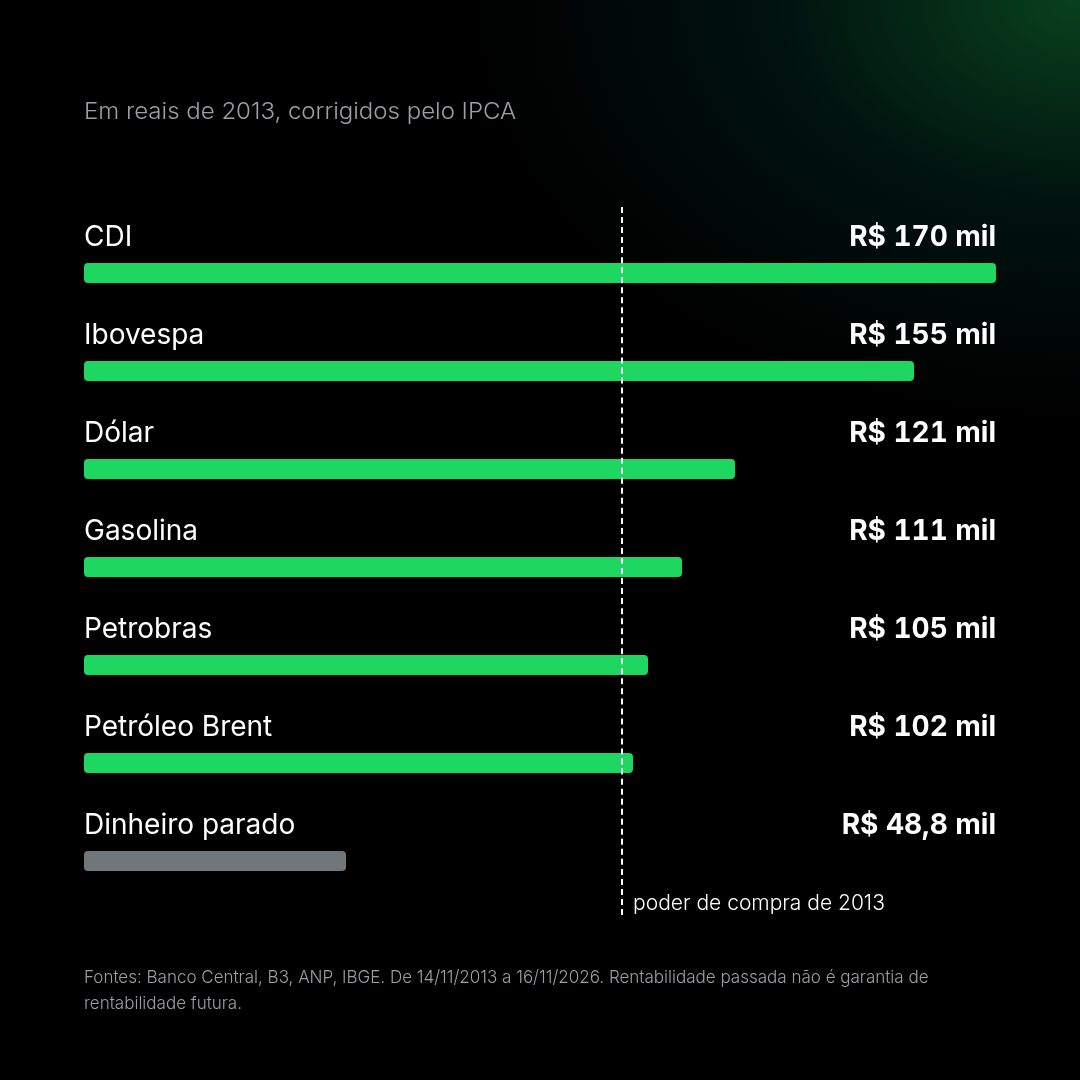 Em reais de 2013, corrigidos pelo IPCA
CDI R$ 170 mil
Ibovespa R$ 155 mil
Dólar R$ 121 mil
Gasolina R$ 111 mil
Petrobras R$ 105 mil
Petróleo Brent R$ 102 mil
Dinheiro parado R$ 48,8 mil
poder de compra de 2013
Fontes: Banco Central, B3, ANP, IBGE. De 14/11/2013 a 16/11/2026. Rentabilidade passada não é garantia de
rentabilidade futura.